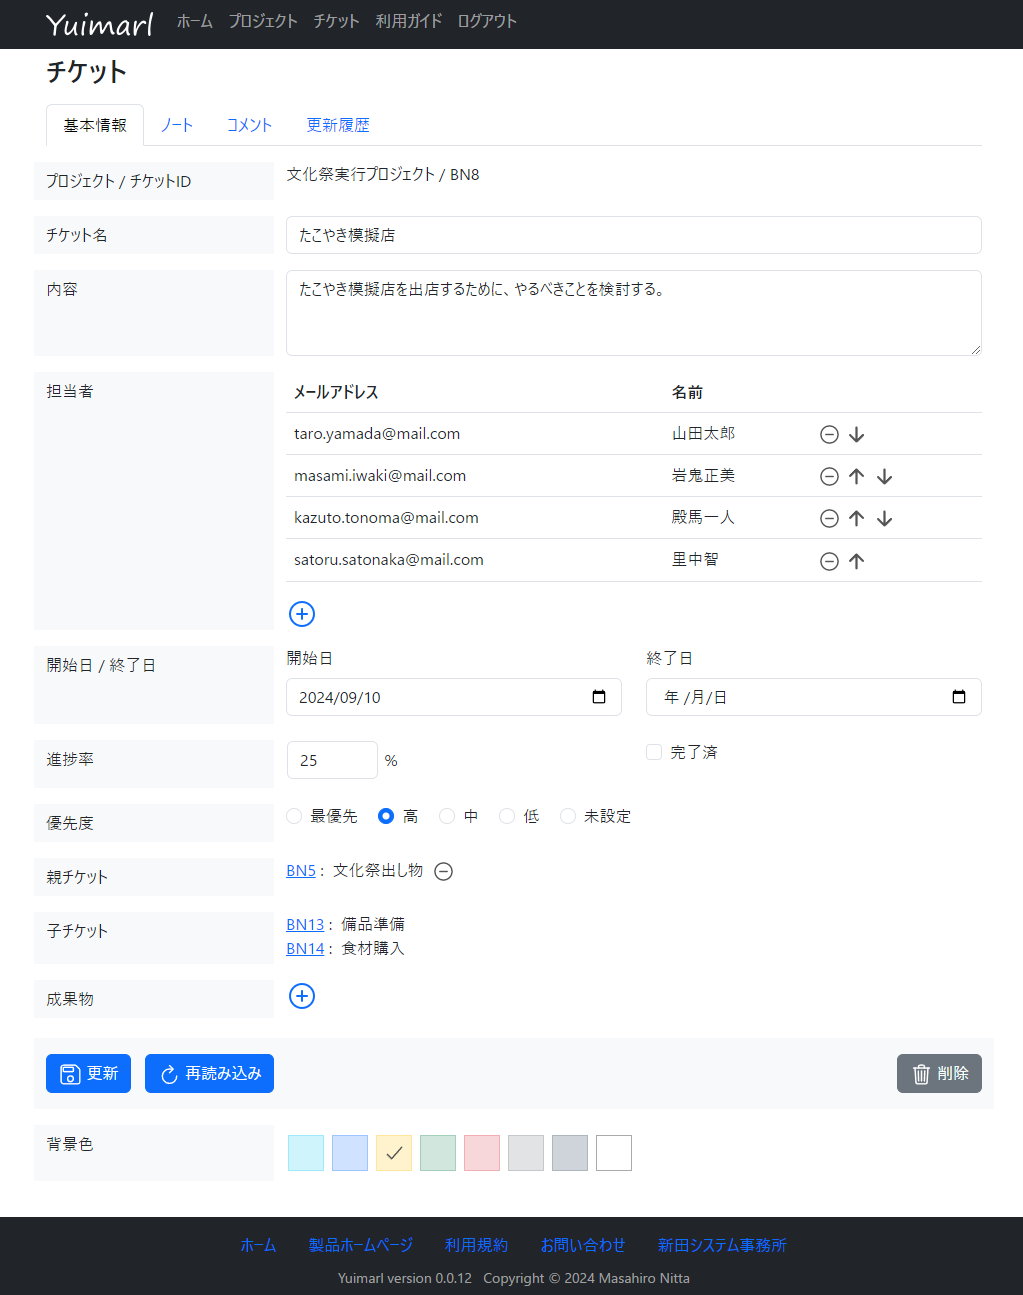 Yuimarl ホーム プロジェクト チケット 利用ガイド ログアウト
チケット
基本情報 ノート コメント 更新履歴
プロジェクト / チケットID 文化祭実行プロジェクト / BN8
チケット名 たこやき模擬店
内容 たこやき模擬店を出店するために、やるべきことを検討する。
担当者 メールアドレス 名前
taro.yamada@mail.com 山田太郎
masami.iwaki@mail.com 岩鬼正美
kazuto.tonoma@mail.com 殿馬一人
satoru.satonaka@mail.com 里中智
開始日 / 終了日 開始日 終了日
2024/09/10 年 /月/日
進捗率 25 % 完了済
優先度 最優先 高 中 低 未設定
親チケット BN5 : 文化祭出し物
子チケット BN13 : 備品準備
BN14 : 食材購入
成果物
更新 再読み込み 削除
背景色
ホーム 製品ホームページ 利用規約 お問い合わせ 新田システム事務所
Yuimarl version 0.0.12 Copyright © 2024 Masahiro Nitta